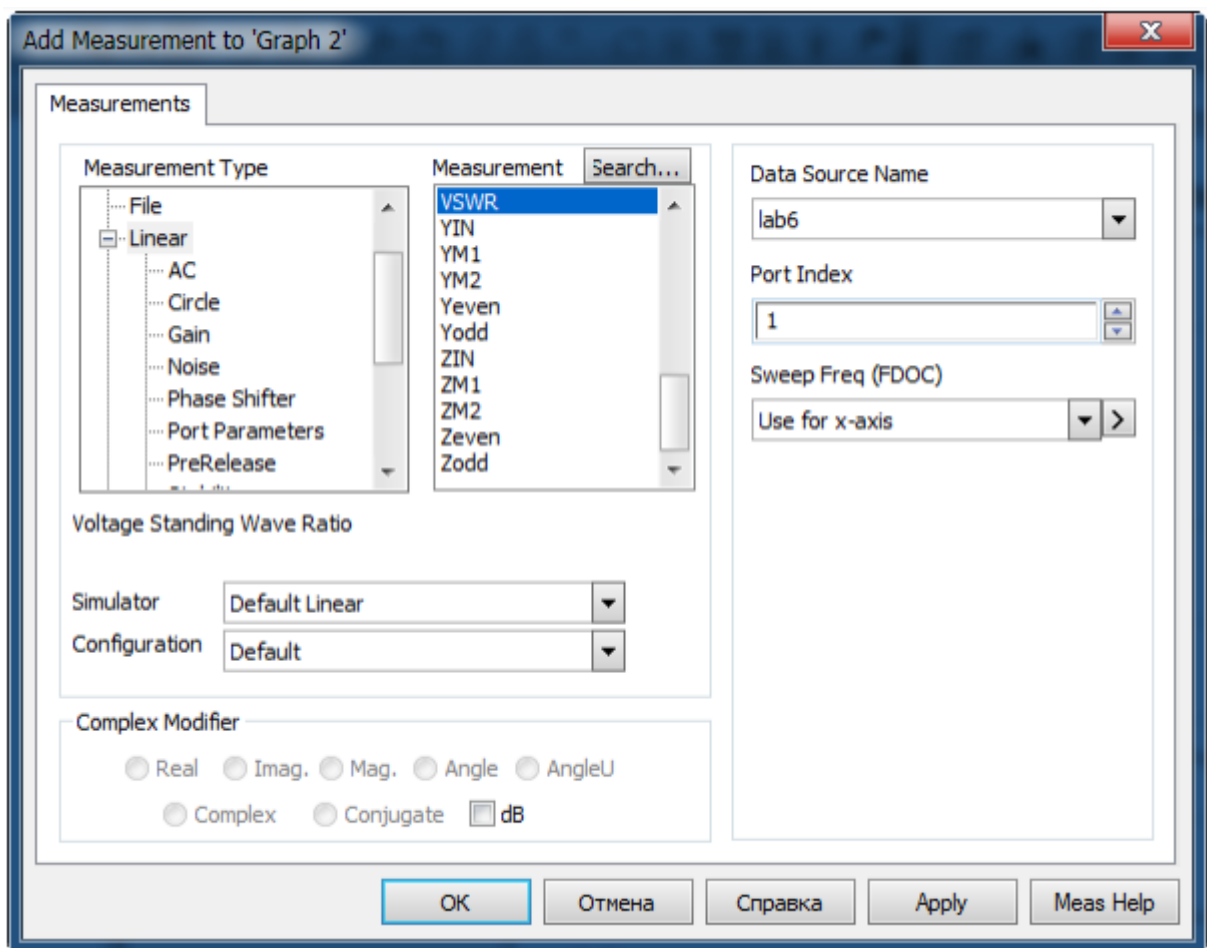 Add Measurement to 'Graph 2'
Measurements
Measurement Type
File
Linear
AC
Circle
Gain
Noise
Phase Shifter
Port Parameters
PreRelease
Measurement
Search...
VSWR
YIN
YM1
YM2
Yeven
Yodd
ZIN
ZM1
ZM2
Zeven
Zodd
Voltage Standing Wave Ratio
Simulator
Default Linear
Configuration
Default
Complex Modifier
Real Imag. Mag. Angle AngleU
Complex Conjugate dB
Data Source Name
lab6
Port Index
1
Sweep Freq (FDOC)
Use for x-axis
>
OK Отмена Справка Apply Meas Help